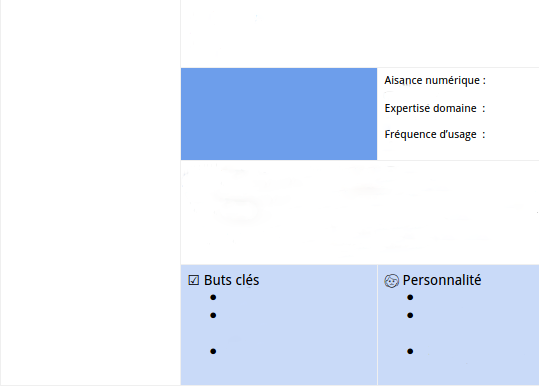 Aisance numérique :
Expertise domaine :
Fréquence d'usage :
☑ Buts clés
Personnalité